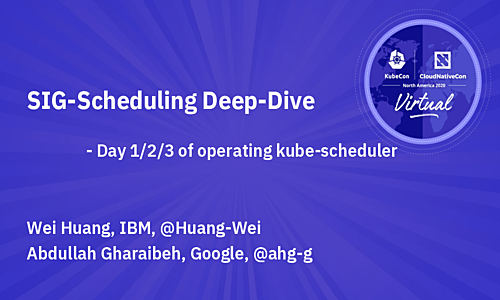 KubeCon
CloudNativeCon
North America 2020
Virtual
SIG-Scheduling Deep-Dive
- Day 1/2/3 of operating kube-scheduler
Wei Huang, IBM, @Huang-Wei
Abdullah Gharaibeh, Google, @ahg-g